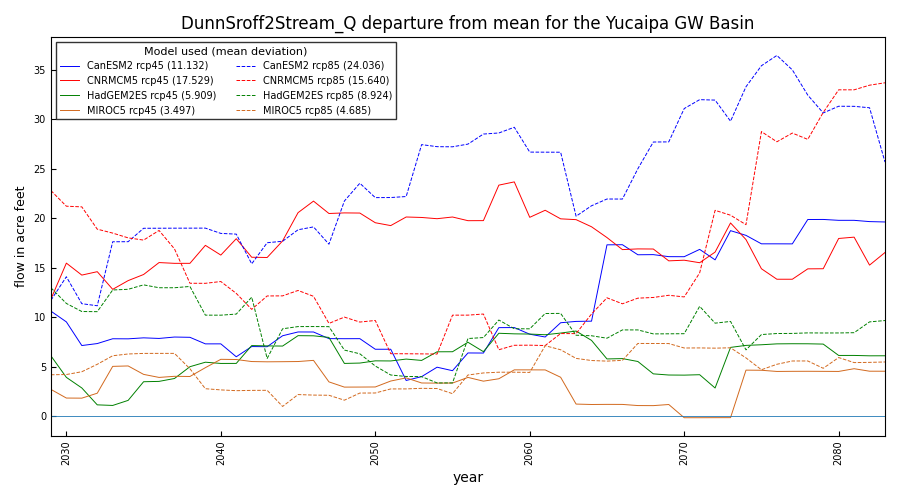 DunnSroff2Stream_Q departure from mean for the Yucaipa GW Basin
Model used (mean deviation)
CanESM2 rcp45 (11.132) CanESM2 rcp85 (24.036)
CNRMCM5 rcp45 (17.529) CNRMCM5 rcp85 (15.640)
HadGEM2ES rcp45 (5.909) HadGEM2ES rcp85 (8.924)
MIROC5 rcp45 (3.497) MIROC5 rcp85 (4.685)
flow in acre feet
35
30
25
20
15
10
5
0
2030 2040 2050 2060 2070 2080
year